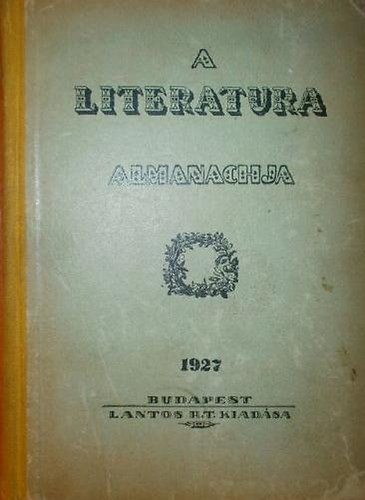 A
LITERATURA
ALMANACHJA
1927
BUDAPEST
LANTOS R.T. KIADÁSA